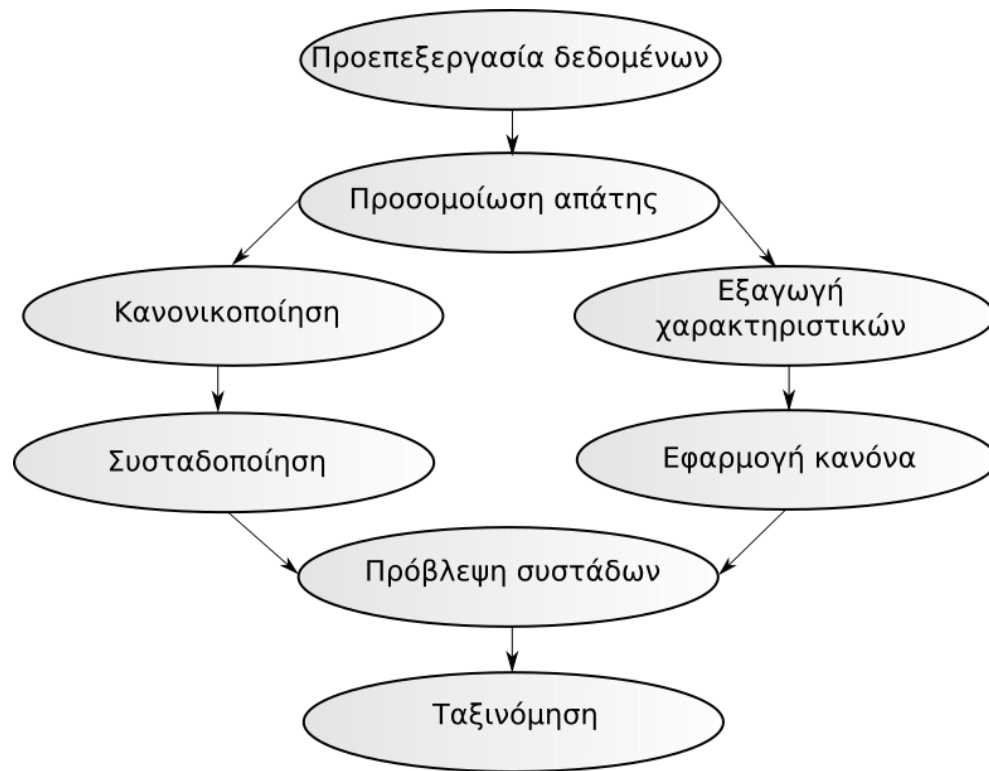 Προεπεξεργασία δεδομένων
Προσομοίωση απάτης
Κανονικοποίηση
Εξαγωγή
χαρακτηριστικών
Συσταδοποίηση
Εφαρμογή κανόνα
Πρόβλεψη συστάδων
Ταξινόμηση